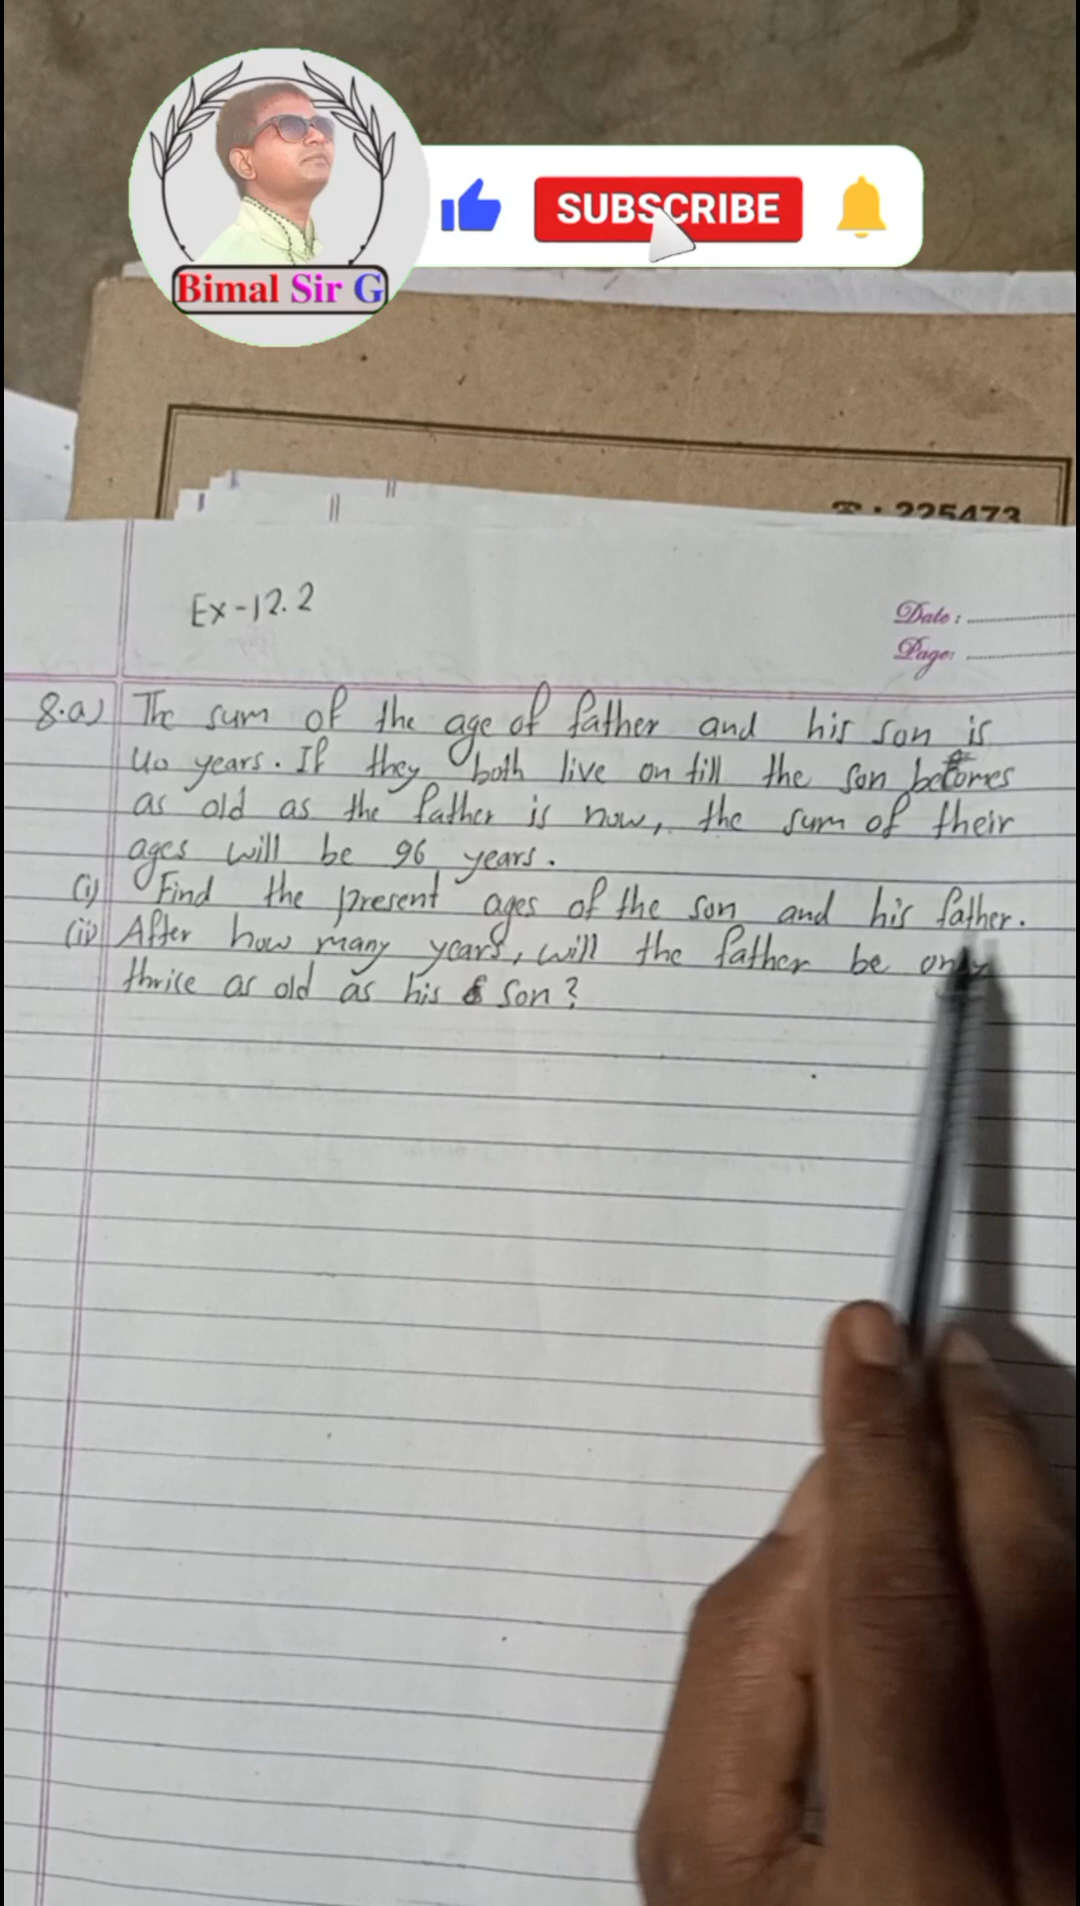 Bimal Sir G
SUBSCRIBE
☎ : 225473
Ex-12.2
Date :
Page:
8.a) The sum of the age of father and his son is
40 years. If they both live on till the son becomes
as old as the father is now, the sum of their
ages will be 96 years.
(i) Find the present ages of the son and his father.
(ii) After how many years, will the father be only
thrice as old as his son?